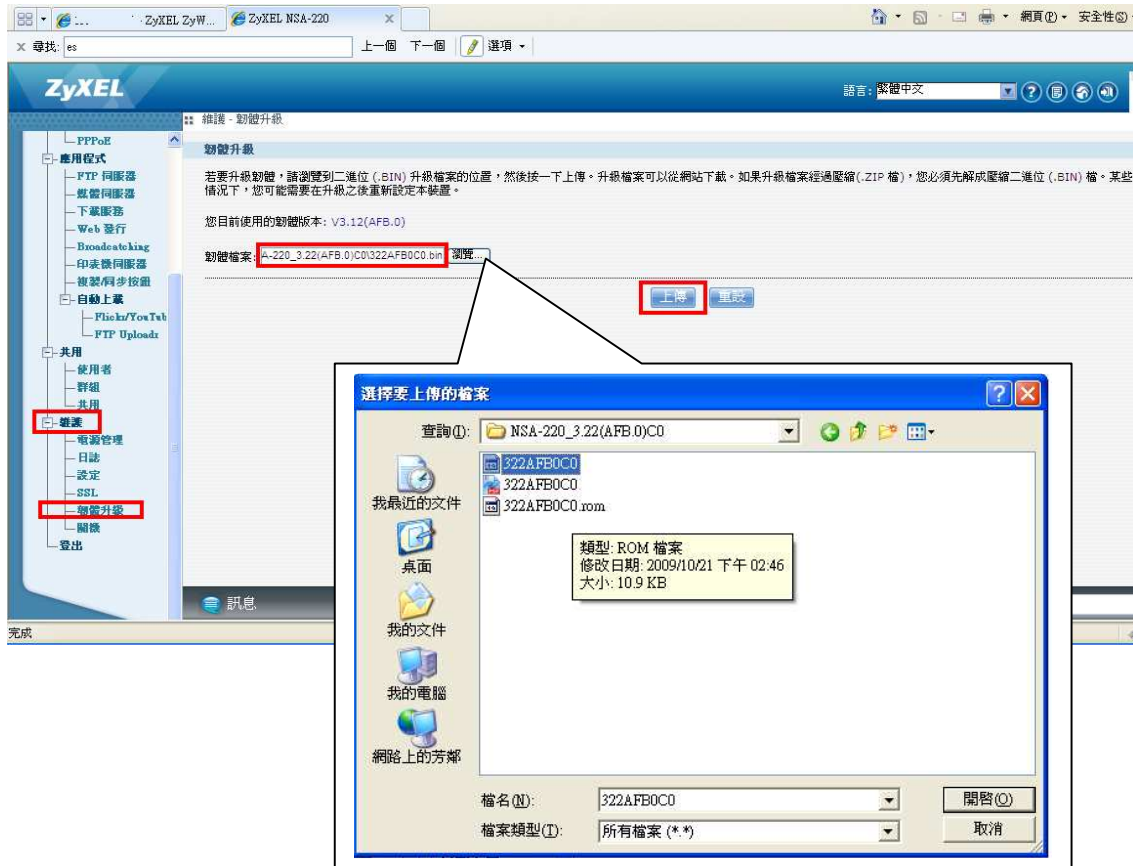 ZyXEL ZyW...
ZyXEL NSA-220
網頁(P)
安全性(S)
尋找: es
上一個 下一個 選項
ZyXEL
語言: 繁體中文
維護 - 韌體升級
韌體升級
若要升級韌體，請瀏覽到二進位 (.BIN) 升級檔案的位置，然後按一下上傳。升級檔案可以從網站下載。如果升級檔案經過壓縮(.ZIP 檔)，您必須先解成壓縮二進位 (.BIN) 檔。某些
情況下，您可能需要在升級之後重新設定本裝置。
您目前使用的韌體版本: V3.12(AFB.0)
韌體檔案: A-220_3.22(AFB.0)C0\322AFB0C0.bin 瀏覽...
上傳 重設
PPPoE
應用程式
FTP 伺服器
媒體伺服器
下載服務
Web 發行
Broadcatching
印表機伺服器
複製/同步按鈕
自動上載
Flickr/YouTub
FTP Uploadr
共用
使用者
群組
共用
維護
電源管理
日誌
設定
SSL
韌體升級
關機
登出
訊息
完成
選擇要上傳的檔案
查詢(I): NSA-220_3.22(AFB.0)C0
我最近的文件
桌面
我的文件
我的電腦
網路上的芳鄰
322AFB0C0
322AFB0C0
322AFB0C0.rom
類型: ROM 檔案
修改日期: 2009/10/21 下午 02:46
大小: 10.9 KB
檔名(N): 322AFB0C0 開啓(O)
檔案類型(T): 所有檔案 (*.*) 取消